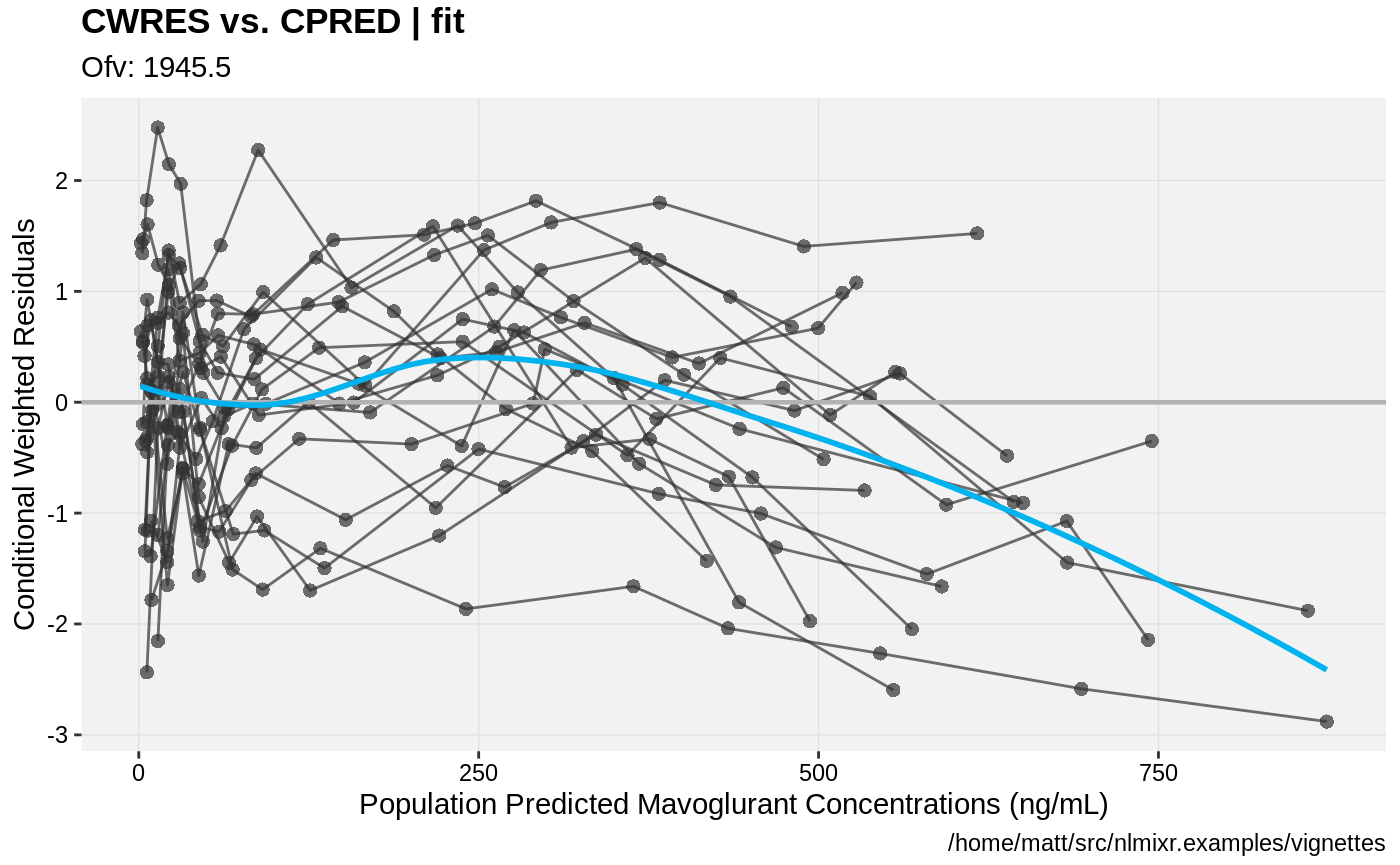 CWRES vs. CPRED | fit
Ofv: 1945.5
Conditional Weighted Residuals
2
1
0
-1
-2
-3
0 250 500 750
Population Predicted Mavoglurant Concentrations (ng/mL)
/home/matt/src/nlmixr.examples/vignettes